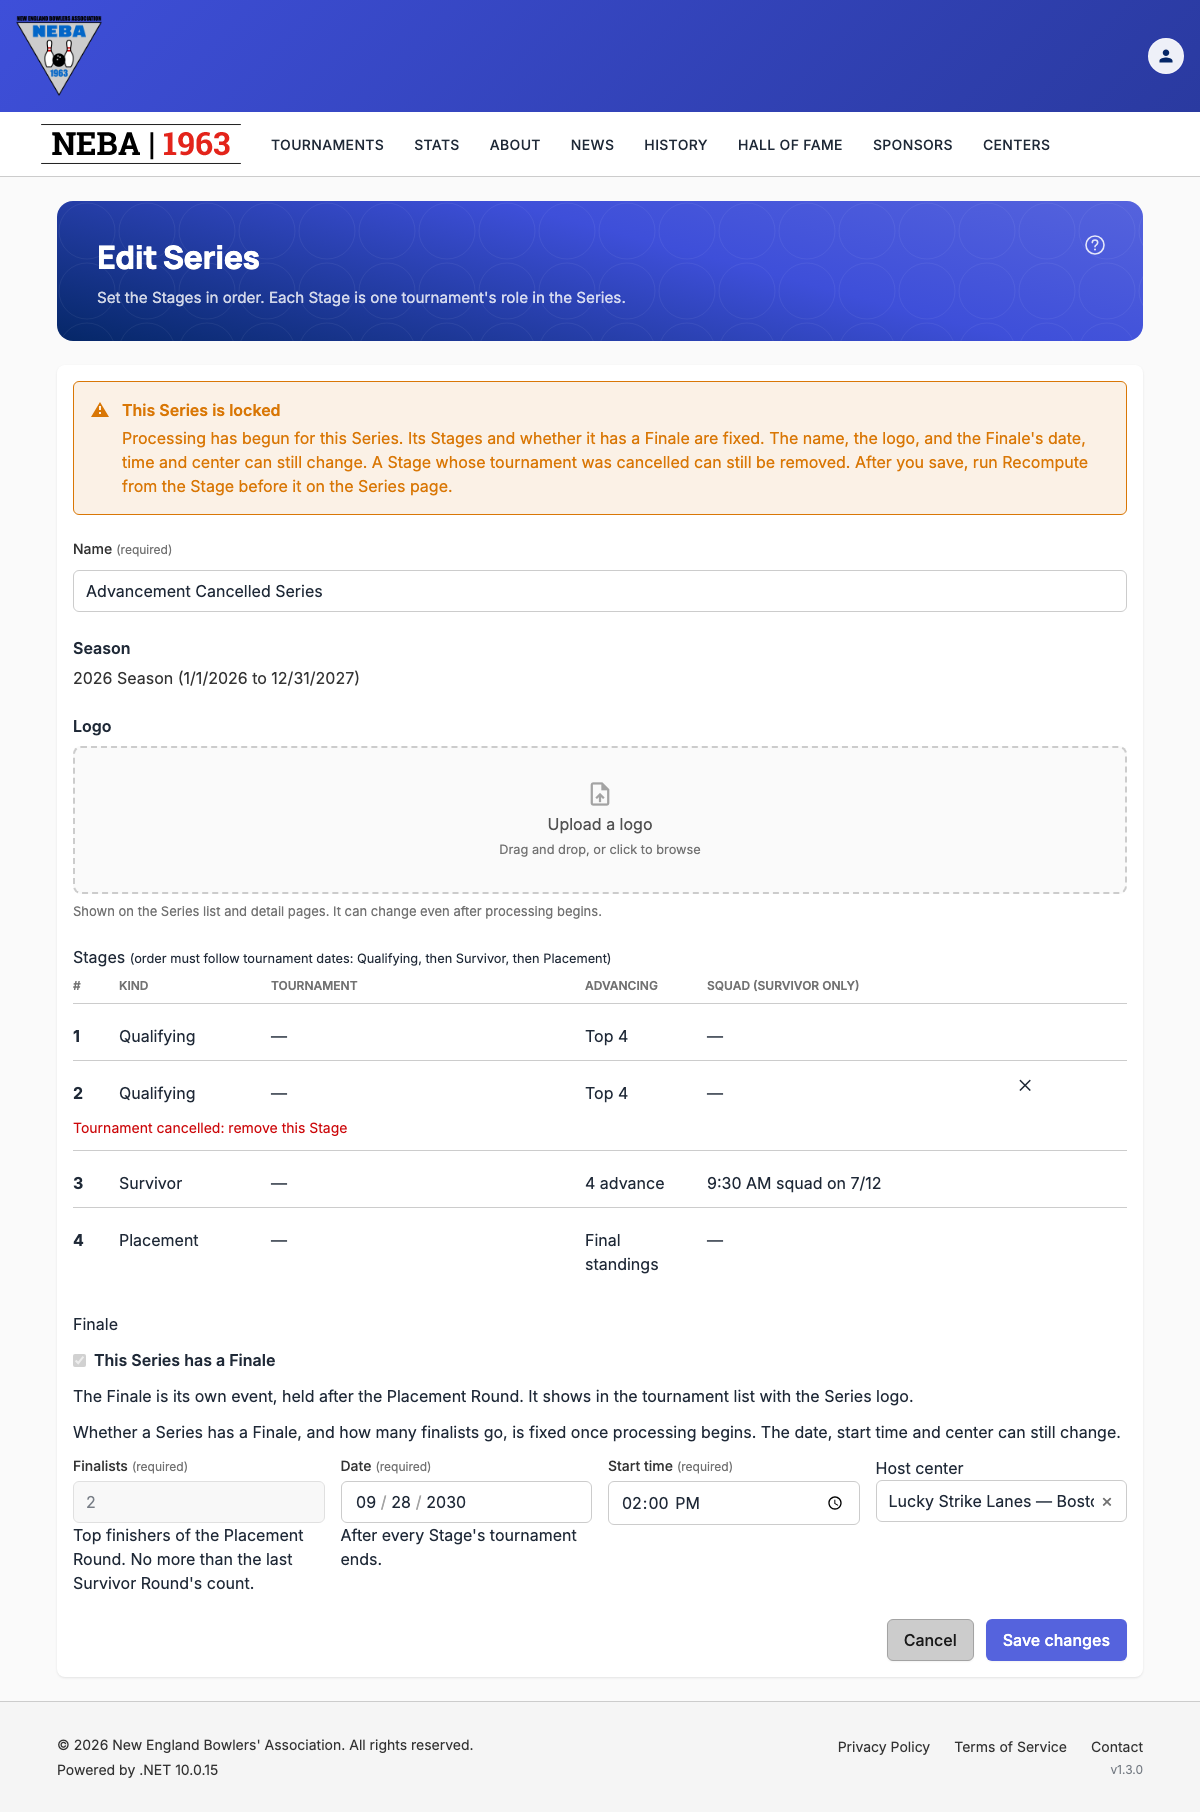 NEW ENGLAND BOWLERS ASSOCIATION
NEBA
1963
NEBA | 1963
TOURNAMENTS
STATS
ABOUT
NEWS
HISTORY
HALL OF FAME
SPONSORS
CENTERS
Edit Series
Set the Stages in order. Each Stage is one tournament's role in the Series.
This Series is locked
Processing has begun for this Series. Its Stages and whether it has a Finale are fixed. The name, the logo, and the Finale's date,
time and center can still change. A Stage whose tournament was cancelled can still be removed. After you save, run Recompute
from the Stage before it on the Series page.
Name (required)
Advancement Cancelled Series
Season
2026 Season (1/1/2026 to 12/31/2027)
Logo
Upload a logo
Drag and drop, or click to browse
Shown on the Series list and detail pages. It can change even after processing begins.
Stages (order must follow tournament dates: Qualifying, then Survivor, then Placement)
# KIND TOURNAMENT ADVANCING SQUAD (SURVIVOR ONLY)
1 Qualifying — Top 4 —
2 Qualifying — Top 4 —
Tournament cancelled: remove this Stage
3 Survivor — 4 advance 9:30 AM squad on 7/12
4 Placement — Final standings —
Finale
This Series has a Finale
The Finale is its own event, held after the Placement Round. It shows in the tournament list with the Series logo.
Whether a Series has a Finale, and how many finalists go, is fixed once processing begins. The date, start time and center can still change.
Finalists (required)
2
Top finishers of the Placement
Round. No more than the last
Survivor Round's count.
Date (required)
09 / 28 / 2030
After every Stage's tournament
ends.
Start time (required)
02:00 PM
Host center
Lucky Strike Lanes — Bosto
Cancel
Save changes
© 2026 New England Bowlers' Association. All rights reserved.
Powered by .NET 10.0.15
Privacy Policy
Terms of Service
Contact
v1.3.0